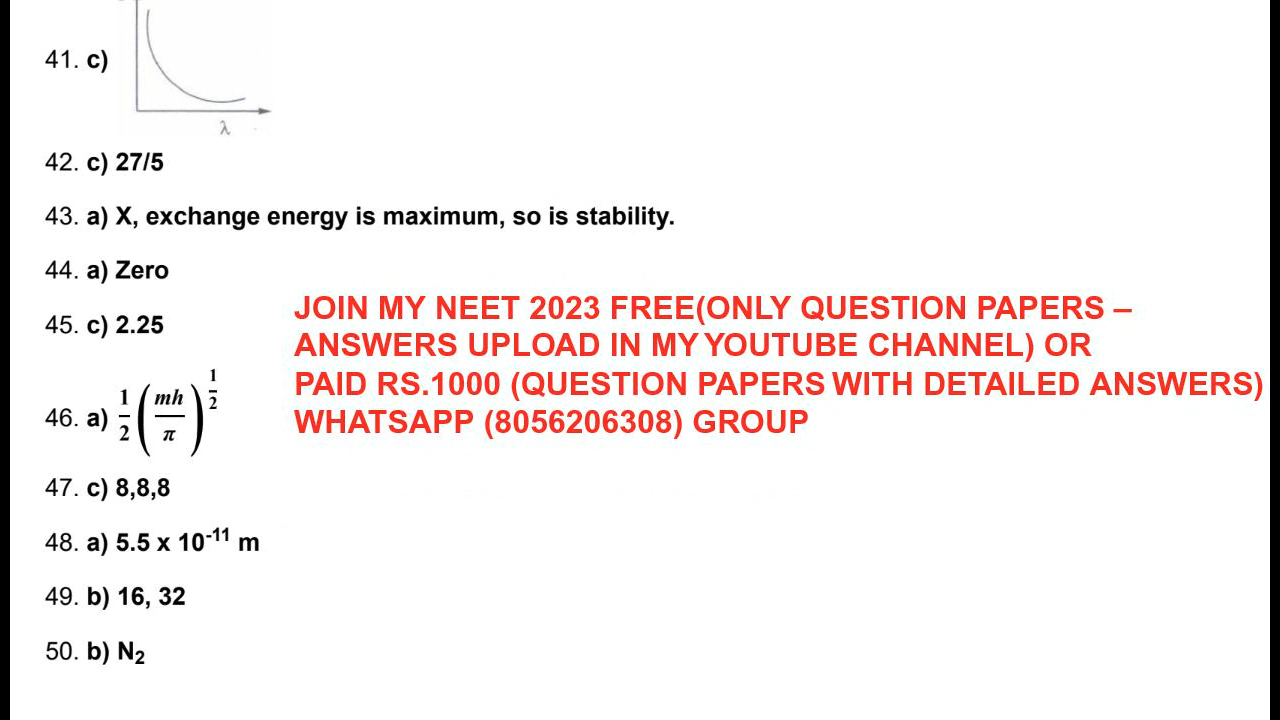 41. c)
λ
42. c) 27/5
43. a) X, exchange energy is maximum, so is stability.
44. a) Zero
45. c) 2.25
JOIN MY NEET 2023 FREE(ONLY QUESTION PAPERS –
ANSWERS UPLOAD IN MY YOUTUBE CHANNEL) OR
PAID RS.1000 (QUESTION PAPERS WITH DETAILED ANSWERS)
WHATSAPP (8056206308) GROUP
46. a) 1/2 (mh/π)^1/2
47. c) 8,8,8
48. a) 5.5 x 10⁻¹¹ m
49. b) 16, 32
50. b) N₂